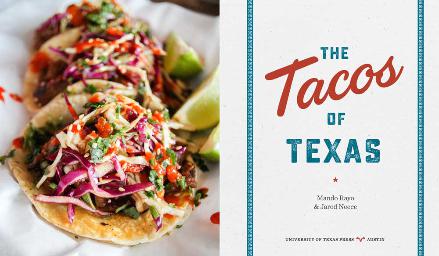 THE
Tacos
OF
TEXAS
Mando Rayo
& Jarod Neece
UNIVERSITY OF TEXAS PRESS AUSTIN